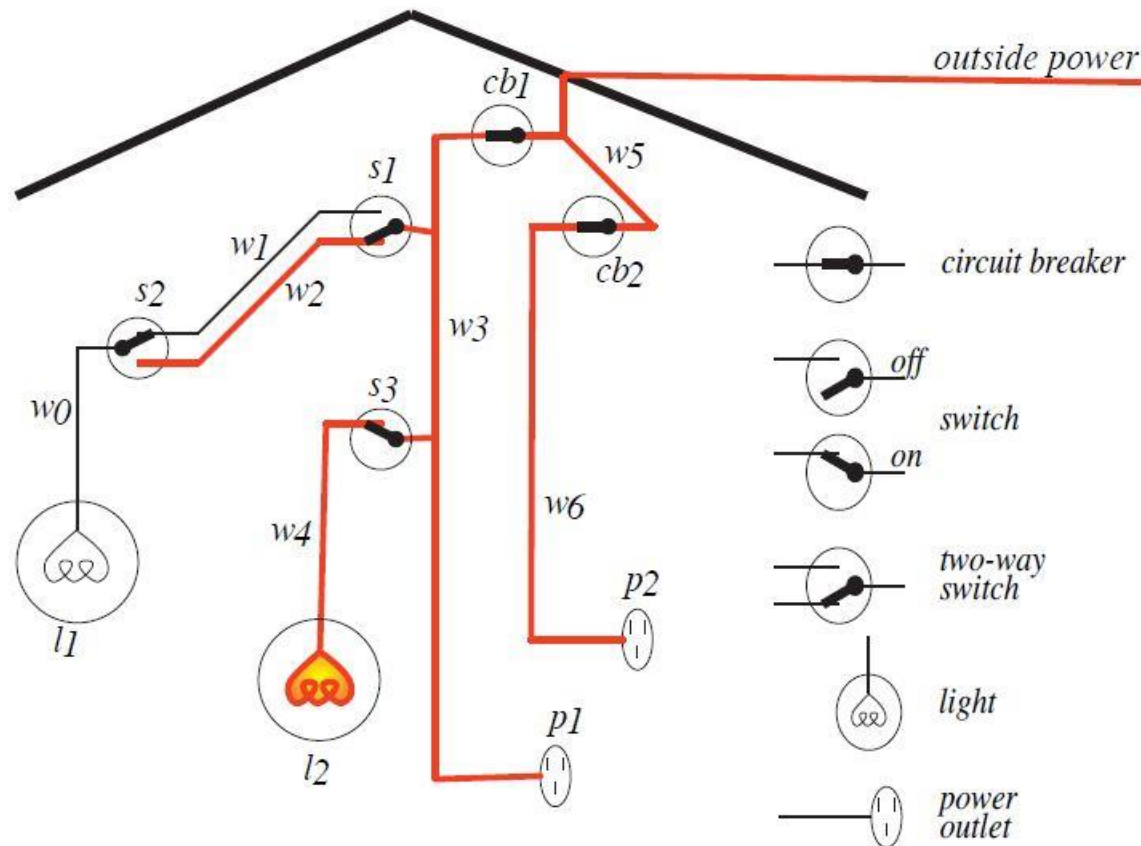 outside power
cb1
w5
s1
cb2
w1
w2
s2
w3
s3
w0
w4
w6
l1
l2
p2
p1
circuit breaker
off
switch
on
two-way
switch
light
power
outlet